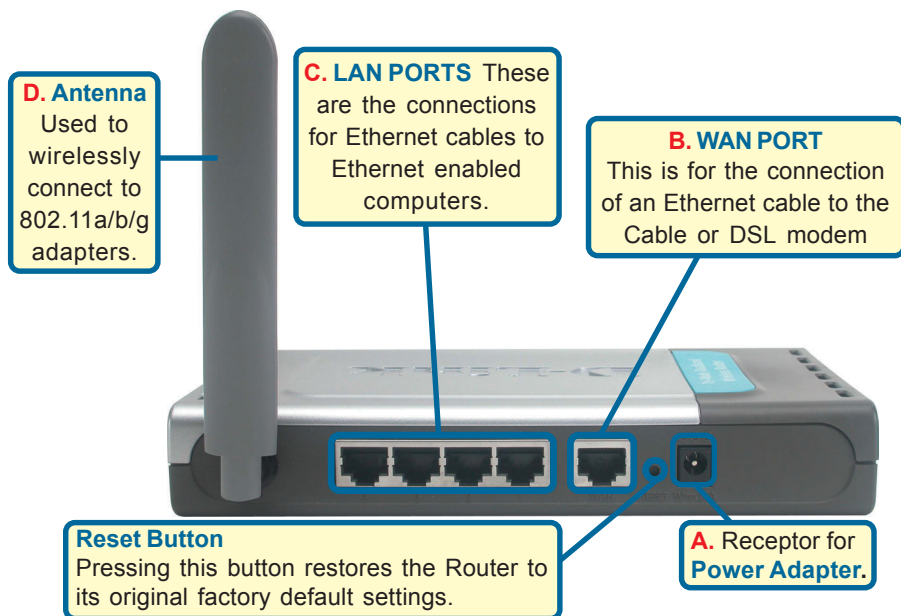 D. Antenna
Used to
wirelessly
connect to
802.11a/b/g
adapters.
C. LAN PORTS These
are the connections
for Ethernet cables to
Ethernet enabled
computers.
B. WAN PORT
This is for the connection
of an Ethernet cable to the
Cable or DSL modem
Reset Button
Pressing this button restores the Router to
its original factory default settings.
A. Receptor for
Power Adapter.